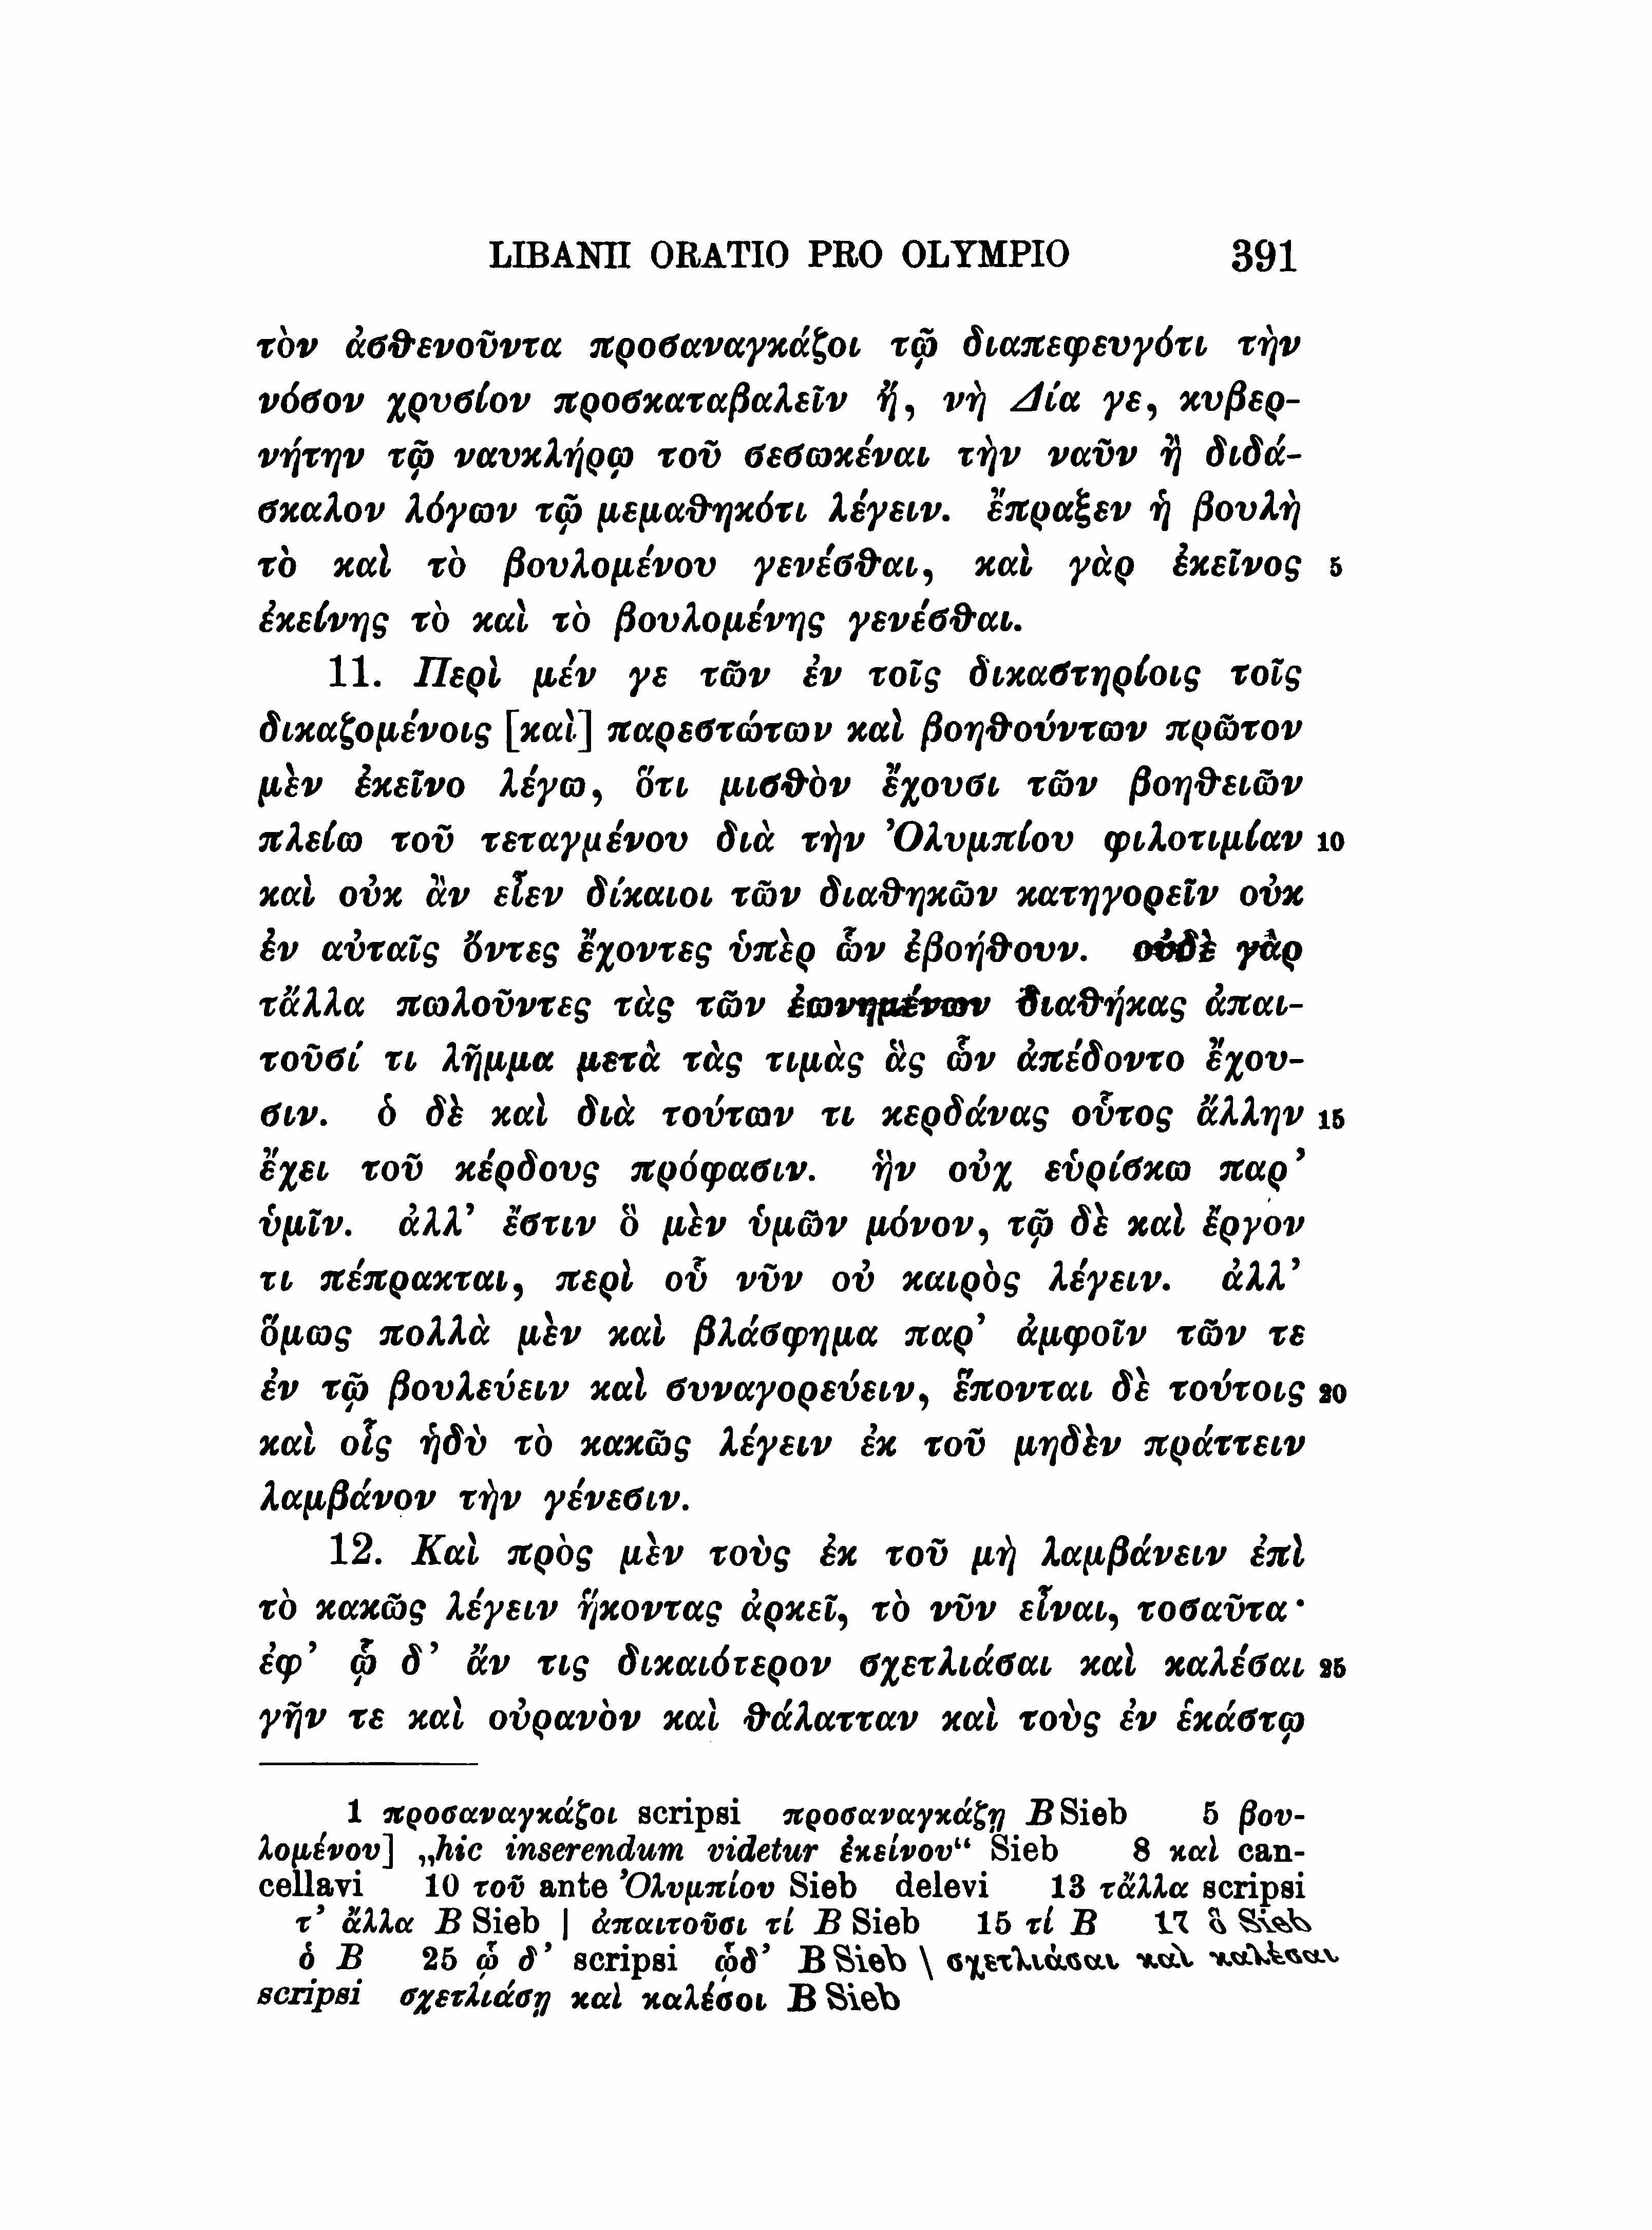 LIBANII ORATIO PRO OLYMPIO 391
τὸν ἀσθενοῦντα προσαναγκάζοι τῷ διαπεφευγότι τὴν
νόσον χρυσίον προσκαταβαλεῖν ἤ, νὴ Δία γε, κυβερ-
νήτην τῷ ναυκλήρῳ τοῦ σεσωκέναι τὴν ναῦν ἢ διδά-
σκαλον λόγων τῷ μεμαθηκότι λέγειν. ἔπραξεν ἡ βουλὴ
τὸ καὶ τὸ βουλομένου γενέσθαι, καὶ γὰρ ἐκεῖνος 5
ἐκείνης τὸ καὶ τὸ βουλομένης γενέσθαι.
11. Περὶ μέν γε τῶν ἐν τοῖς δικαστηρίοις τοῖς
δικαζομένοις [καὶ] παρεστώτων καὶ βοηθούντων πρῶτον
μὲν ἐκεῖνο λέγω, ὅτι μισθὸν ἔχουσι τῶν βοηθειῶν
πλείω τοῦ τεταγμένου διὰ τὴν Ὀλυμπίου φιλοτιμίαν 10
καὶ οὐκ ἂν εἶεν δίκαιοι τῶν διαθηκῶν κατηγορεῖν οὐκ
ἐν αὐταῖς ὄντες ἔχοντες ὑπὲρ ὧν ἐβοήθουν. οὐδὲ γὰρ
τἄλλα πωλοῦντες τὰς τῶν ἐωνημένων διαθήκας ἀπαι-
τοῦσί τι λῆμμα μετὰ τὰς τιμὰς ἃς ὧν ἀπέδοντο ἔχου-
σιν. ὁ δὲ καὶ διὰ τούτων τι κερδάνας οὗτος ἄλλην 15
ἔχει τοῦ κέρδους πρόφασιν. ἣν οὐχ εὑρίσκω παρ’
ὑμῖν. ἀλλ’ ἔστιν ὃ μὲν ὑμῶν μόνον, τῷ δὲ καὶ ἔργον
τι πέπρακται, περὶ οὗ νῦν οὐ καιρὸς λέγειν. ἀλλ’
ὅμως πολλὰ μὲν καὶ βλάσφημα παρ’ ἀμφοῖν τῶν τε
ἐν τῷ βουλεύειν καὶ συναγορεύειν, ἕπονται δὲ τούτοις 20
καὶ οἷς ἡδὺ τὸ κακῶς λέγειν ἐκ τοῦ μηδὲν πράττειν
λαμβάνον τὴν γένεσιν.
12. Καὶ πρὸς μὲν τοὺς ἐκ τοῦ μὴ λαμβάνειν ἐπὶ
τὸ κακῶς λέγειν ἥκοντας ἀρκεῖ, τὸ νῦν εἶναι, τοσαῦτα·
ἐφ’ ᾧ δ’ ἄν τις δικαιότερον σχετλιάσαι καὶ καλέσαι 25
γῆν τε καὶ οὐρανὸν καὶ θάλατταν καὶ τοὺς ἐν ἑκάστῳ
1 προσαναγκάζοι scripsi προσαναγκάζῃ B Sieb 5 βου-
λομένου] „hic inserendum videtur ἐκείνου“ Sieb 8 καὶ can-
cellavi 10 τοῦ ante Ὀλυμπίου Sieb delevi 13 τἄλλα scripsi
τ’ ἄλλα B Sieb | ἀπαιτοῦσι τί B Sieb 15 τί B 17 ὃ Sieb
ὁ B 25 ᾧ δ’ scripsi ᾧδ’ B Sieb \ σχετλιάσαι καὶ καλέσαι
scripsi σχετλιάσῃ καὶ καλέσοι B Sieb